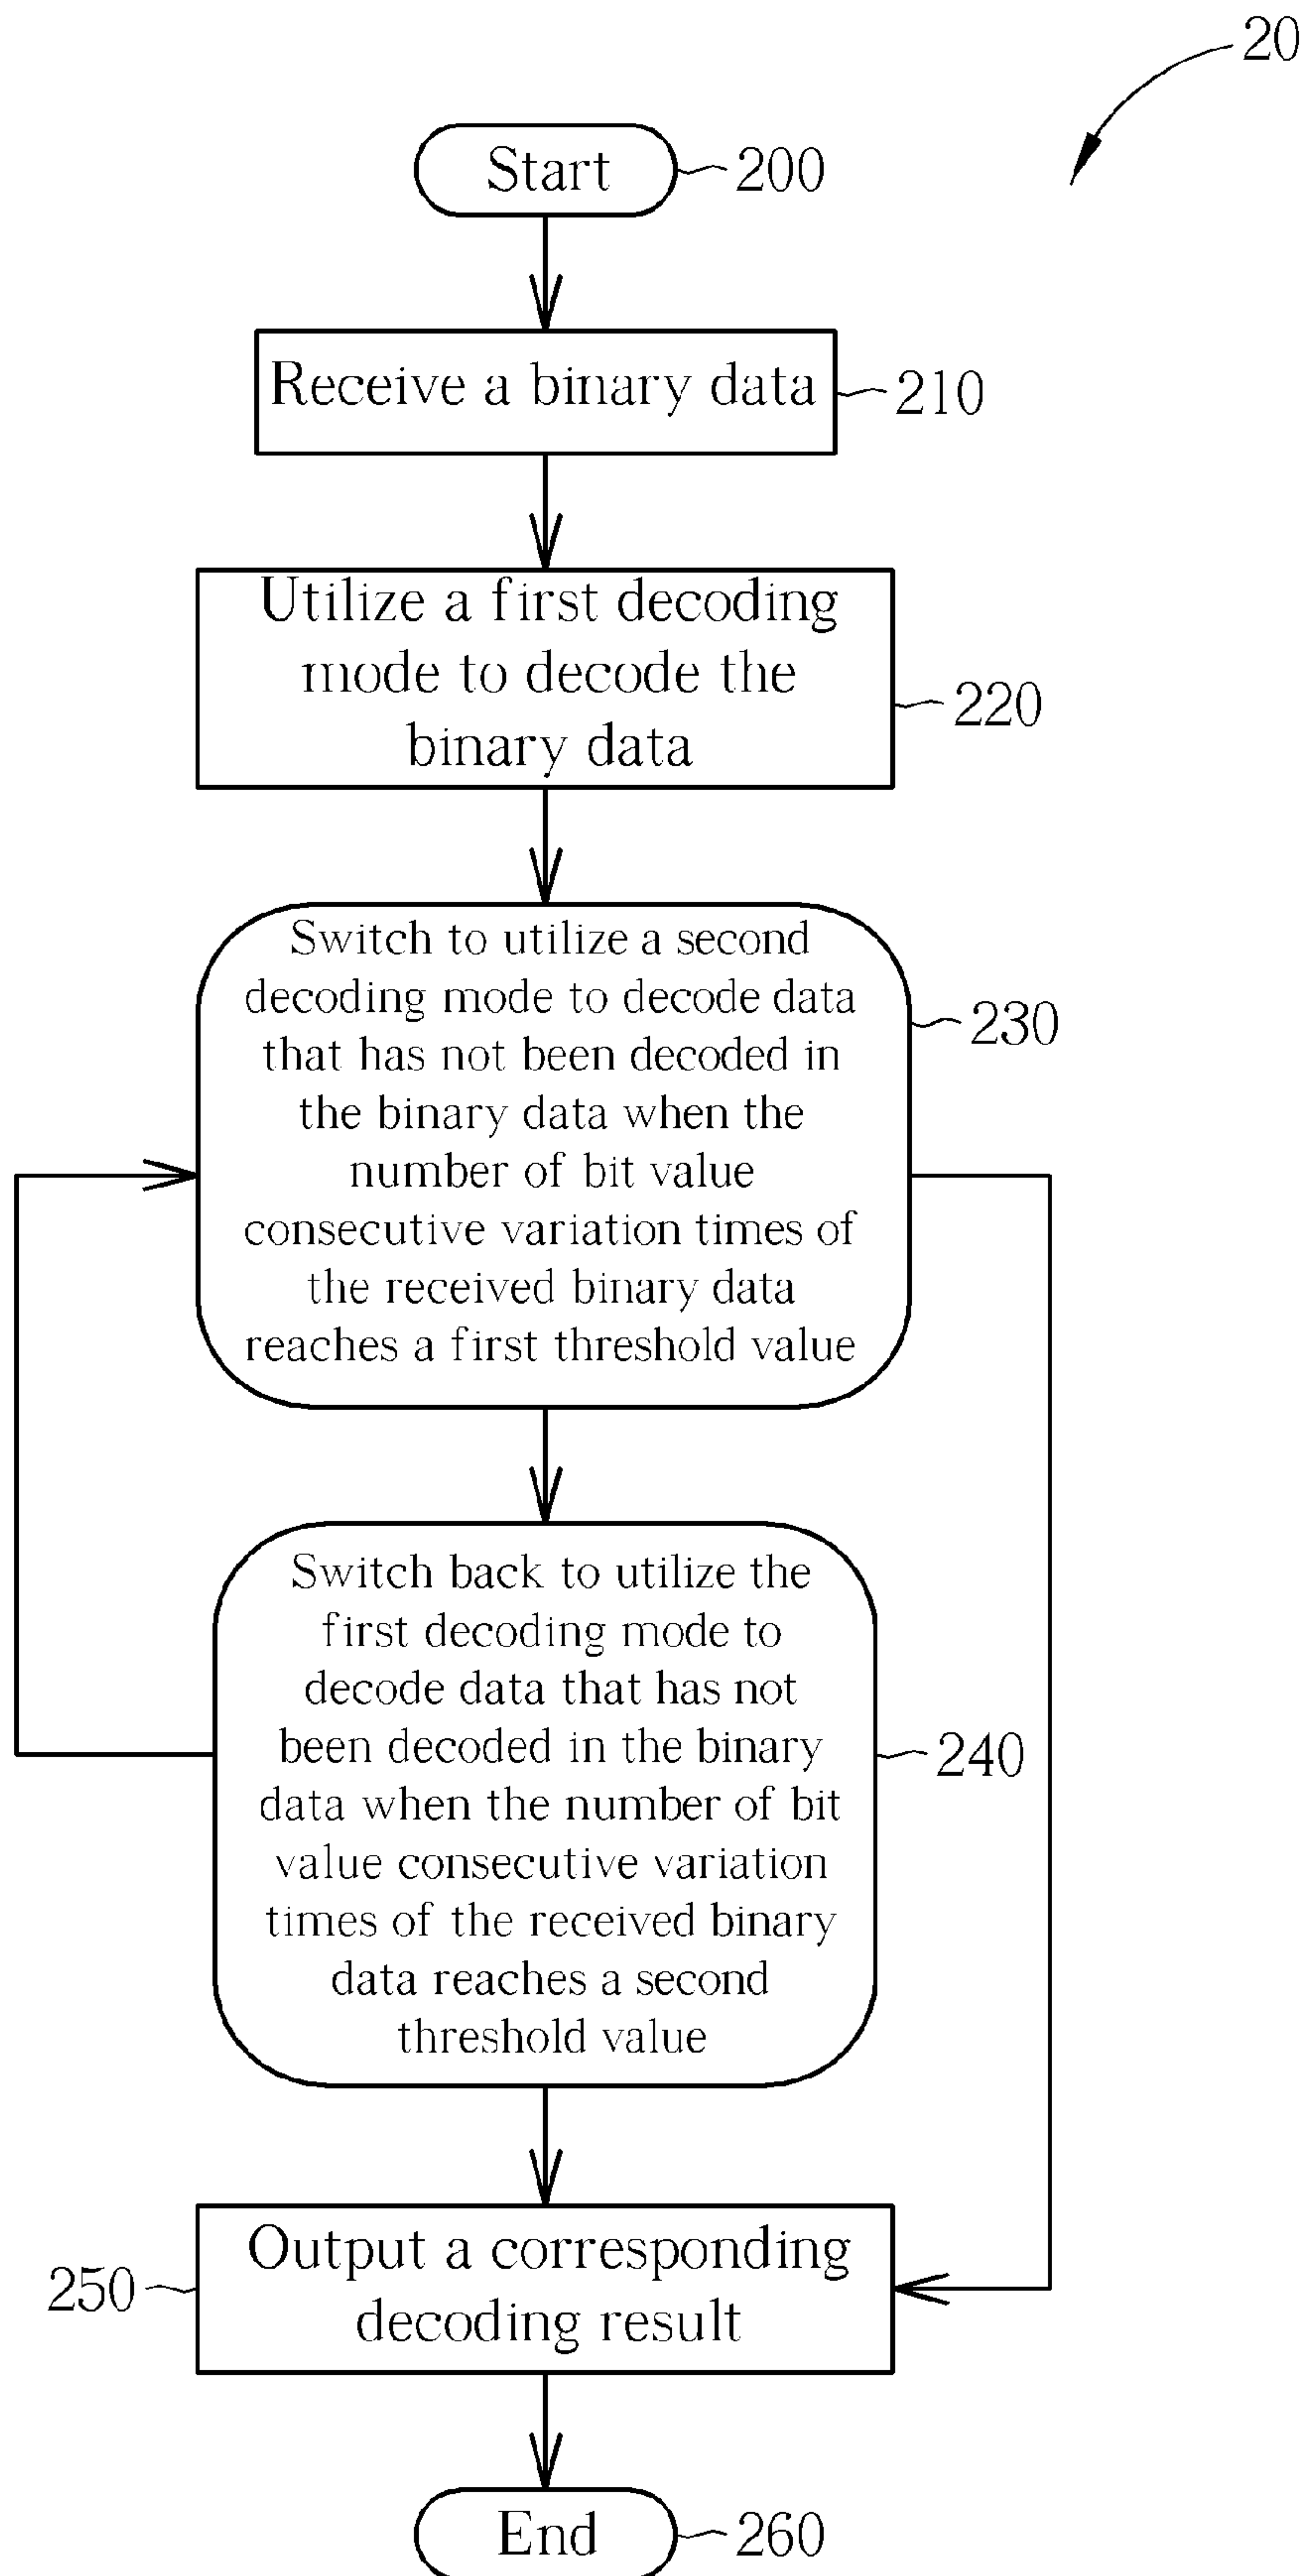 20
Start
200
Receive a binary data
210
Utilize a first decoding
mode to decode the
binary data
220
Switch to utilize a second
decoding mode to decode data
that has not been decoded in
the binary data when the
number of bit value
consecutive variation times of
the received binary data
reaches a first threshold value
230
Switch back to utilize the
first decoding mode to
decode data that has not
been decoded in the binary
data when the number of bit
value consecutive variation
times of the received binary
data reaches a second
threshold value
240
Output a corresponding
decoding result
250
End
260